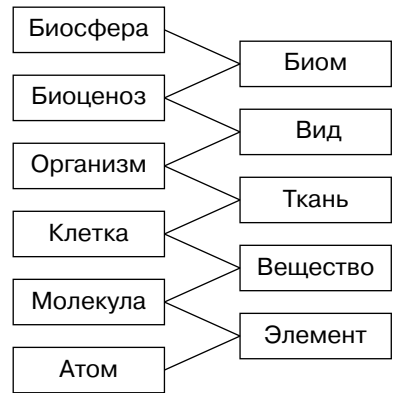 Биосфера
Биом
Биоценоз
Вид
Организм
Ткань
Клетка
Вещество
Молекула
Элемент
Атом